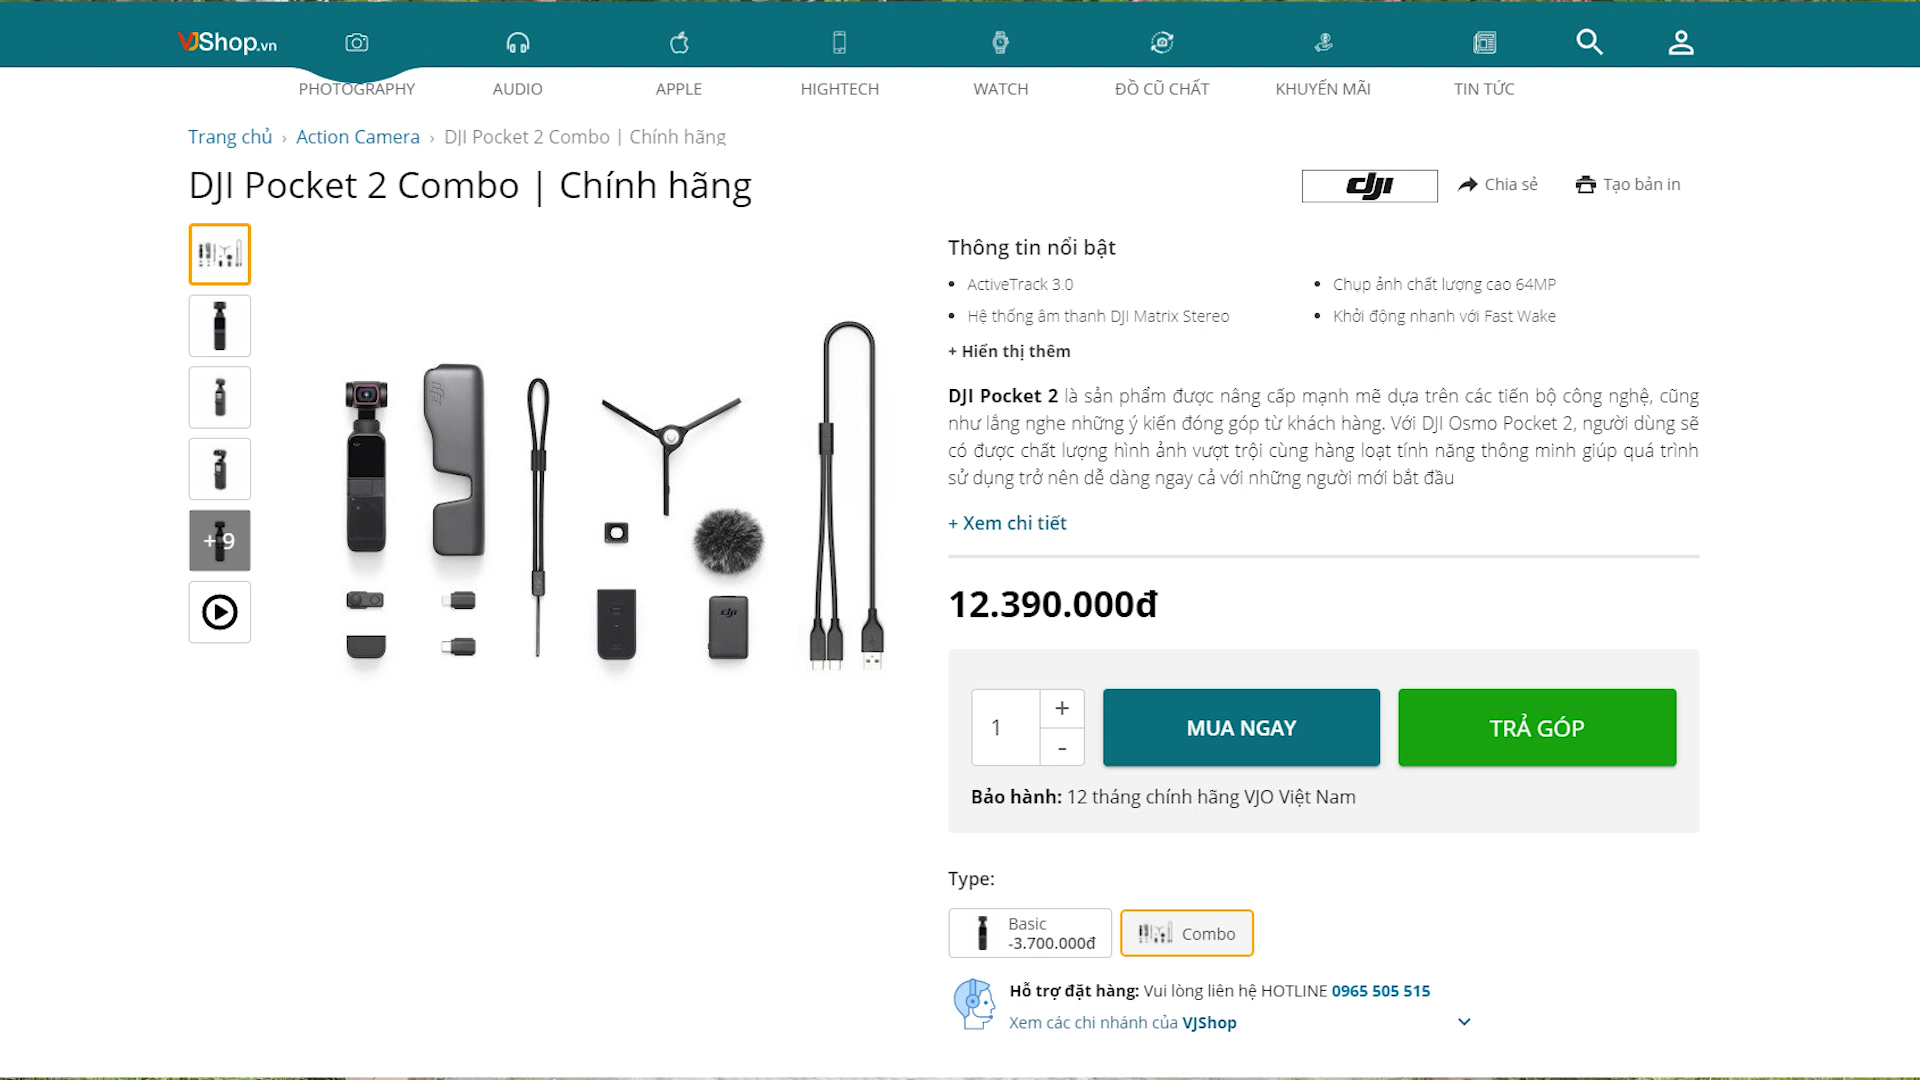 VJShop.vn
PHOTOGRAPHY
AUDIO
APPLE
HIGHTECH
WATCH
ĐỒ CŨ CHẤT
KHUYẾN MÃI
TIN TỨC
Trang chủ › Action Camera › DJI Pocket 2 Combo | Chính hãng
DJI Pocket 2 Combo | Chính hãng
dji
Chia sẻ
Tạo bản in
Thông tin nổi bật
ActiveTrack 3.0
Chụp ảnh chất lượng cao 64MP
Hệ thống âm thanh DJI Matrix Stereo
Khởi động nhanh với Fast Wake
+ Hiển thị thêm
DJI Pocket 2 là sản phẩm được nâng cấp mạnh mẽ dựa trên các tiến bộ công nghệ, cũng
như lắng nghe những ý kiến đóng góp từ khách hàng. Với DJI Osmo Pocket 2, người dùng sẽ
có được chất lượng hình ảnh vượt trội cùng hàng loạt tính năng thông minh giúp quá trình
sử dụng trở nên dễ dàng ngay cả với những người mới bắt đầu
+ Xem chi tiết
+ 9
dji
12.390.000đ
1
+
-
MUA NGAY
TRẢ GÓP
Bảo hành: 12 tháng chính hãng VJO Việt Nam
Type:
Basic
-3.700.000đ
Combo
Hỗ trợ đặt hàng: Vui lòng liên hệ HOTLINE 0965 505 515
Xem các chi nhánh của VJShop